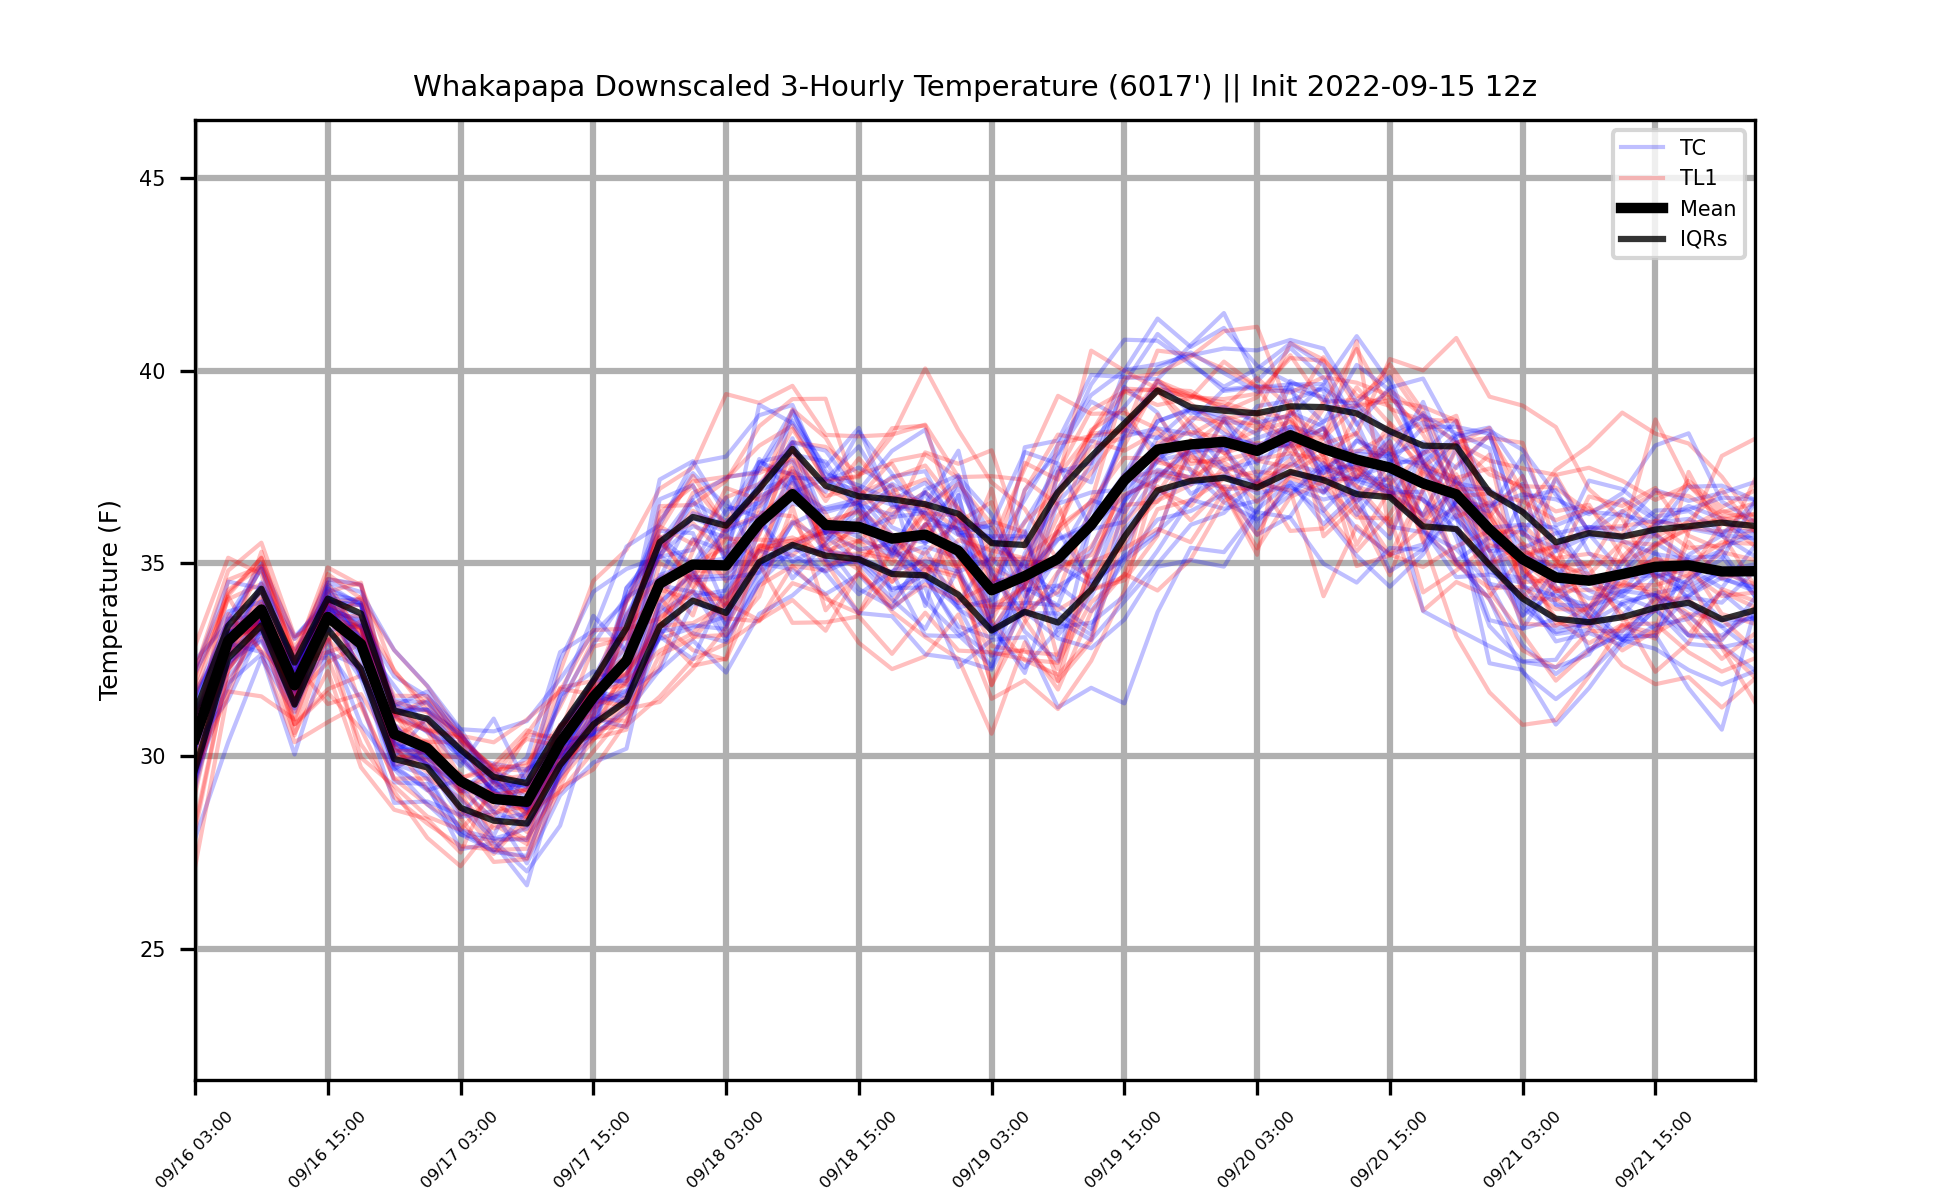 Whakapapa Downscaled 3-Hourly Temperature (6017') || Init 2022-09-15 12z
TC
TL1
Mean
IQRs
Temperature (F)
45
40
35
30
25
09/16 03:00
09/16 15:00
09/17 03:00
09/17 15:00
09/18 03:00
09/18 15:00
09/19 03:00
09/19 15:00
09/20 03:00
09/20 15:00
09/21 03:00
09/21 15:00